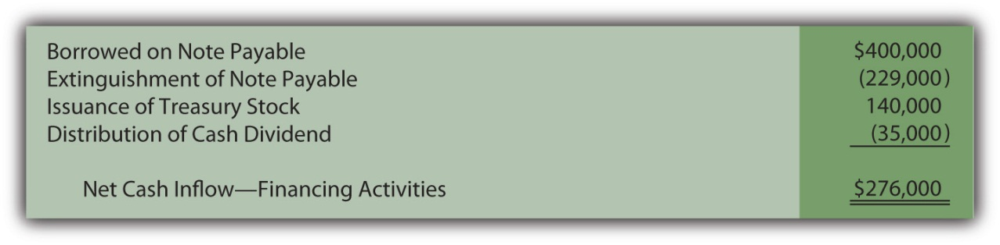 Borrowed on Note Payable $400,000
Extinguishment of Note Payable (229,000)
Issuance of Treasury Stock 140,000
Distribution of Cash Dividend (35,000)
Net Cash Inflow—Financing Activities $276,000